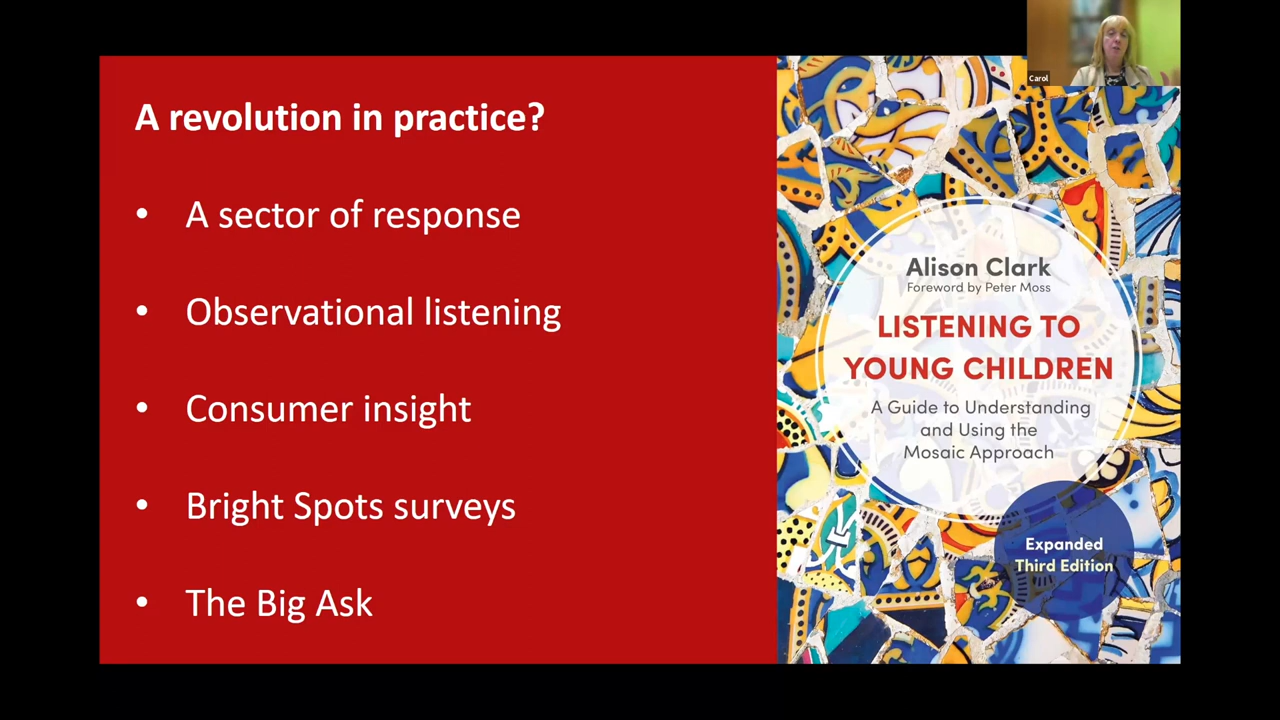 A revolution in practice?
• A sector of response
• Observational listening
• Consumer insight
• Bright Spots surveys
• The Big Ask
Carol
Alison Clark
Foreword by Peter Moss
LISTENING TO
YOUNG CHILDREN
A Guide to Understanding
and Using the
Mosaic Approach
Expanded
Third Edition